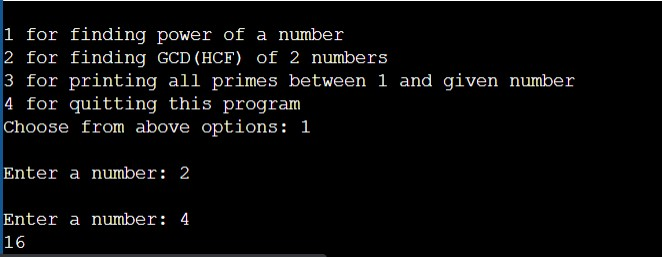 1 for finding power of a number
2 for finding GCD(HCF) of 2 numbers
3 for printing all primes between 1 and given number
4 for quitting this program
Choose from above options: 1
Enter a number: 2
Enter a number: 4
16